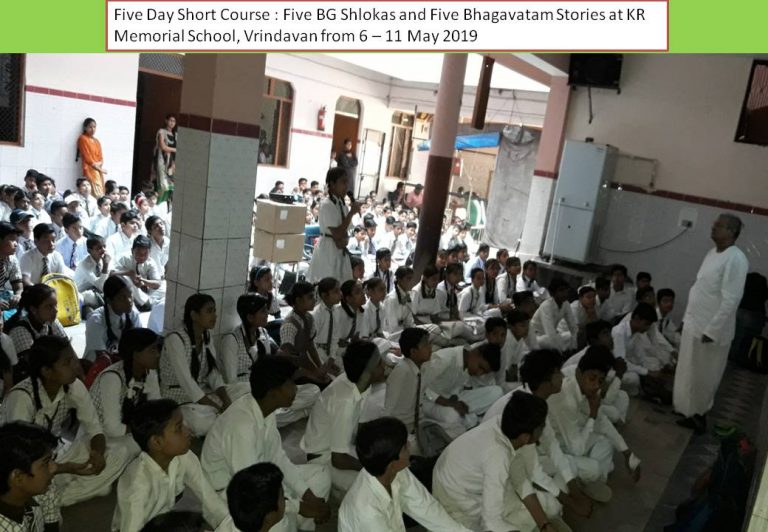 Five Day Short Course : Five BG Shlokas and Five Bhagavatam Stories at KR
Memorial School, Vrindavan from 6 – 11 May 2019